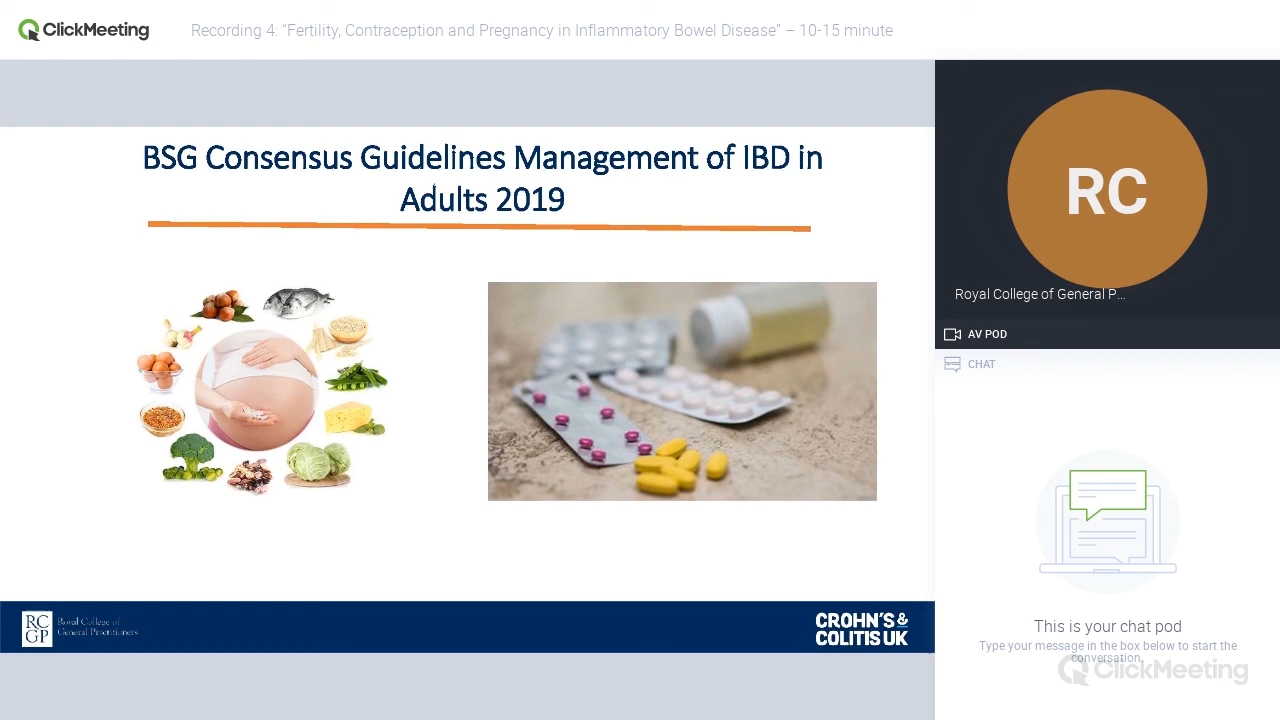 ClickMeeting
Recording 4: “Fertility, Contraception and Pregnancy in Inflammatory Bowel Disease” – 10-15 minute
BSG Consensus Guidelines Management of IBD in
Adults 2019
RC
Royal College of General P...
AV POD
CHAT
This is your chat pod
Type your message in the box below to start the
conversation.
ClickMeeting
RC
GP
Royal College of
General Practitioners
CROHN'S &
COLITIS UK